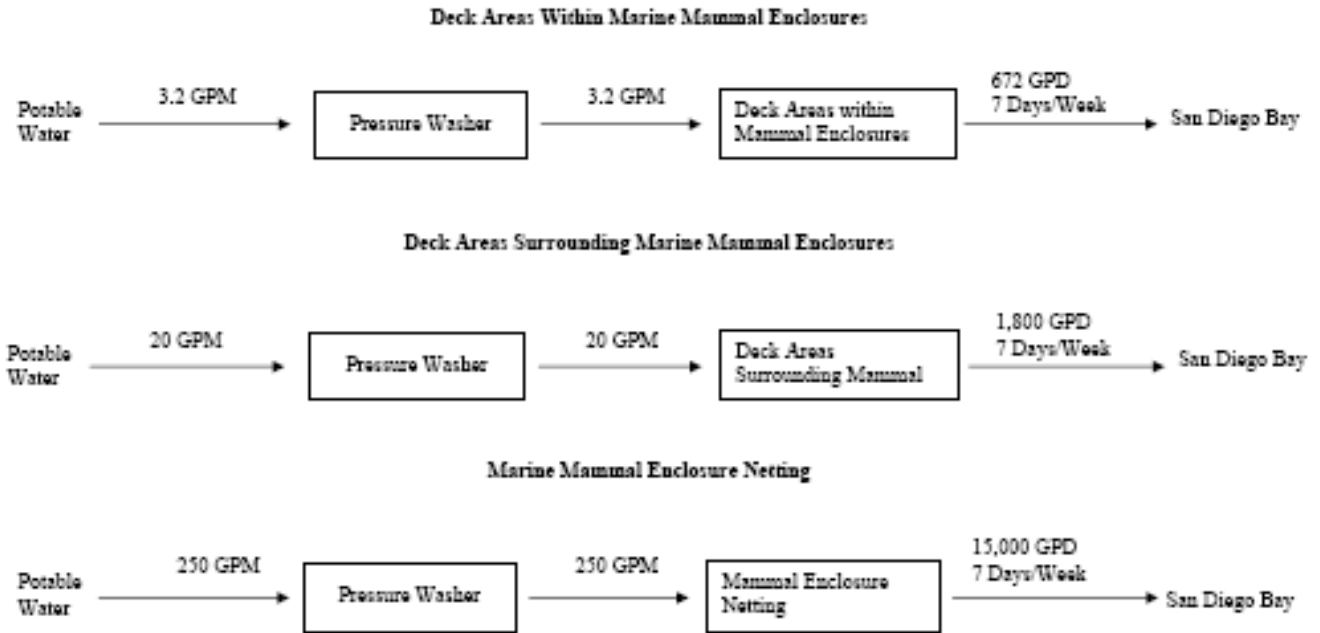 Deck Areas Within Marine Mammal Enclosures
Potable
Water
3.2 GPM
Pressure Washer
3.2 GPM
Deck Areas within
Mammal Enclosures
672 GPD
7 Days/Week
San Diego Bay
Deck Areas Surrounding Marine Mammal Enclosures
Potable
Water
20 GPM
Pressure Washer
20 GPM
Deck Areas
Surrounding Mammal
1,800 GPD
7 Days/Week
San Diego Bay
Marine Mammal Enclosure Netting
Potable
Water
250 GPM
Pressure Washer
250 GPM
Mammal Enclosure
Netting
15,000 GPD
7 Days/Week
San Diego Bay